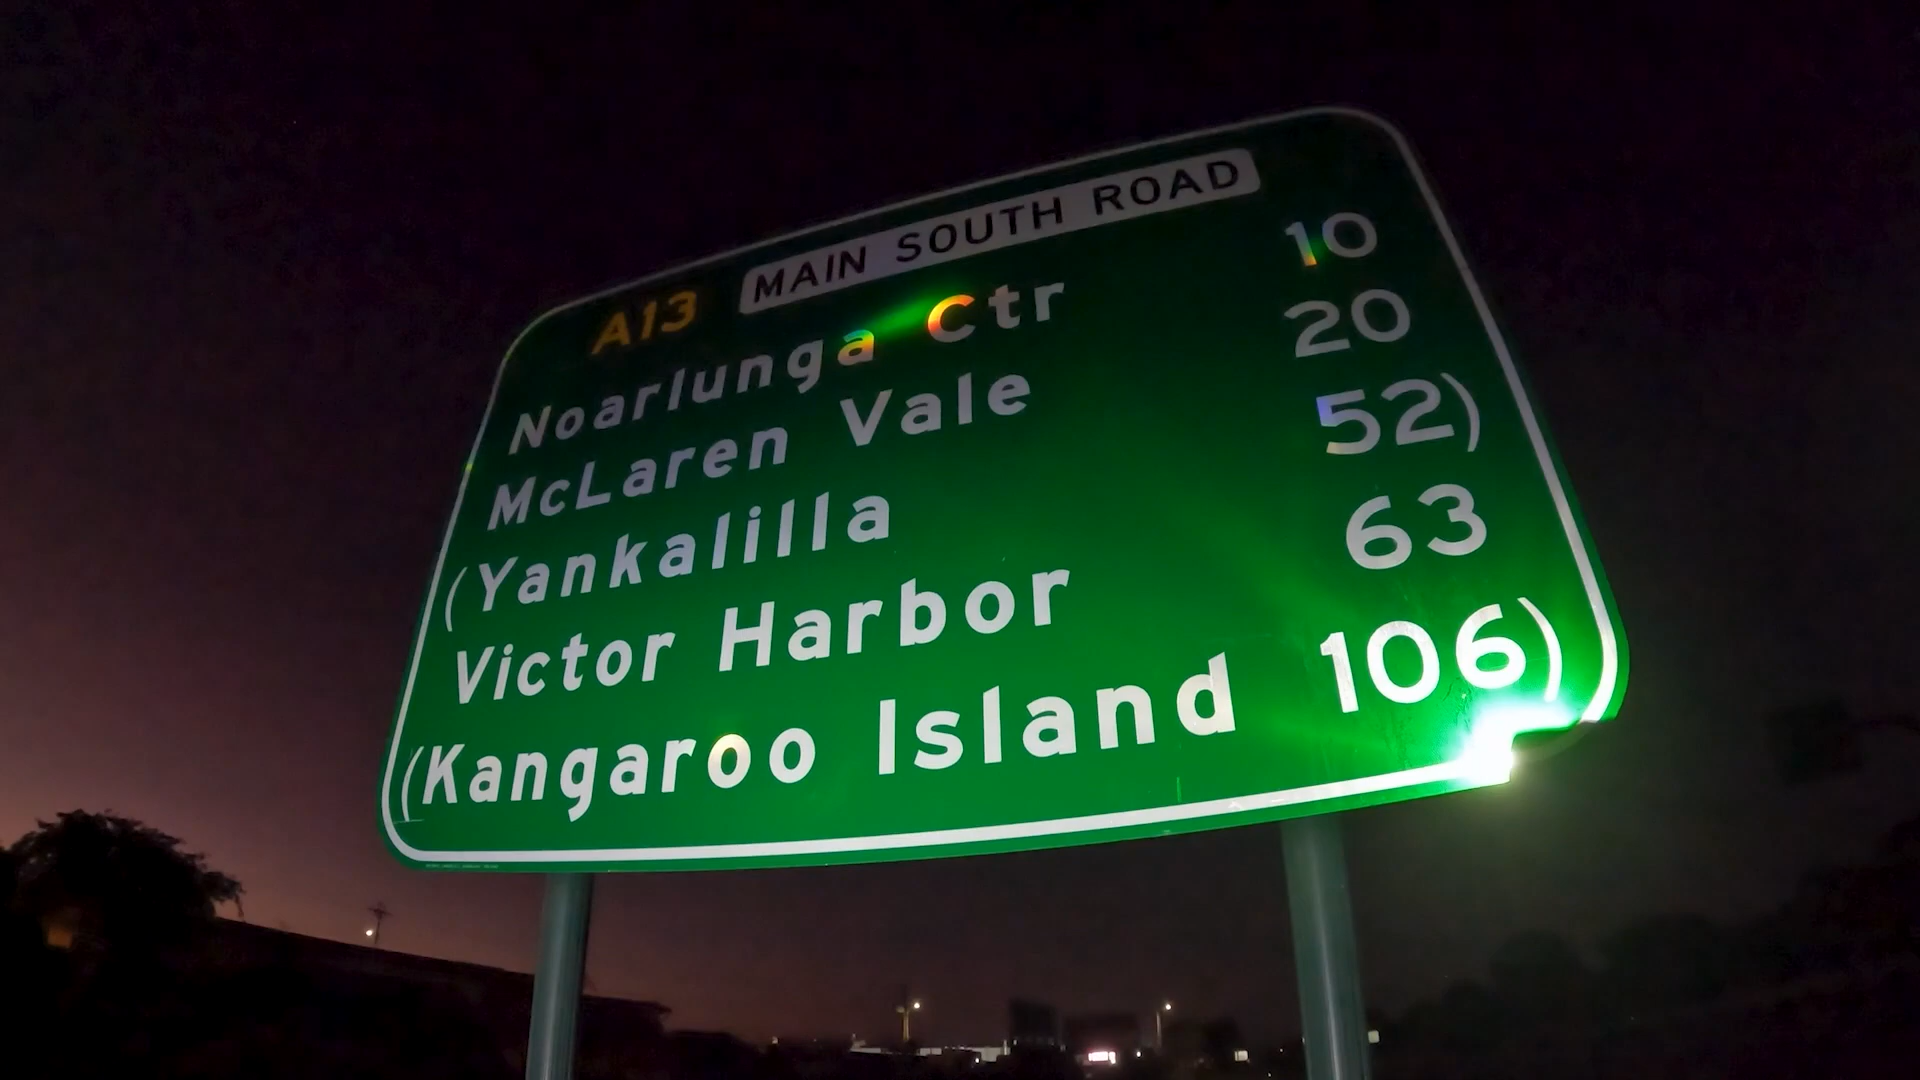 A13 MAIN SOUTH ROAD
Noarlunga Ctr 10
McLaren Vale 20
(Yankalilla 52)
Victor Harbor 63
(Kangaroo Island 106)